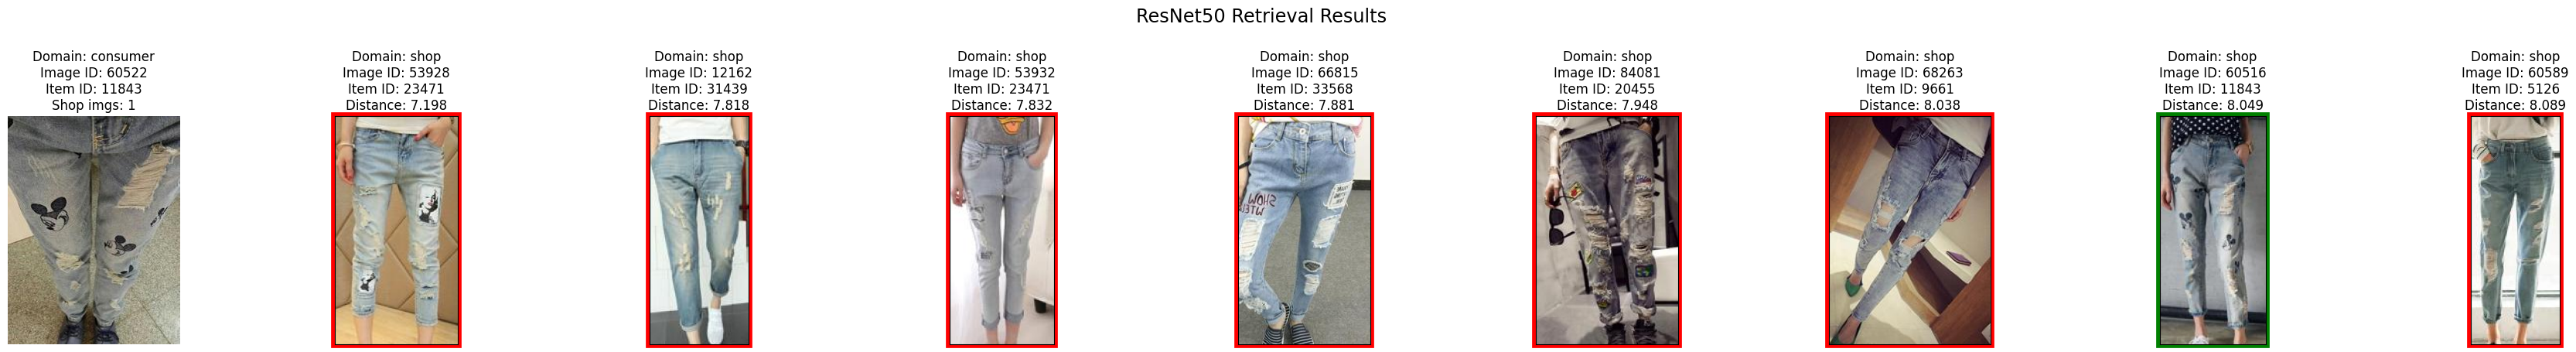 ResNet50 Retrieval Results
Domain: consumer
Image ID: 60522
Item ID: 11843
Shop imgs: 1
Domain: shop
Image ID: 53928
Item ID: 23471
Distance: 7.198
Domain: shop
Image ID: 12162
Item ID: 31439
Distance: 7.818
Domain: shop
Image ID: 53932
Item ID: 23471
Distance: 7.832
Domain: shop
Image ID: 66815
Item ID: 33568
Distance: 7.881
Domain: shop
Image ID: 84081
Item ID: 20455
Distance: 7.948
Domain: shop
Image ID: 68263
Item ID: 9661
Distance: 8.038
Domain: shop
Image ID: 60516
Item ID: 11843
Distance: 8.049
Domain: shop
Image ID: 60589
Item ID: 5126
Distance: 8.089